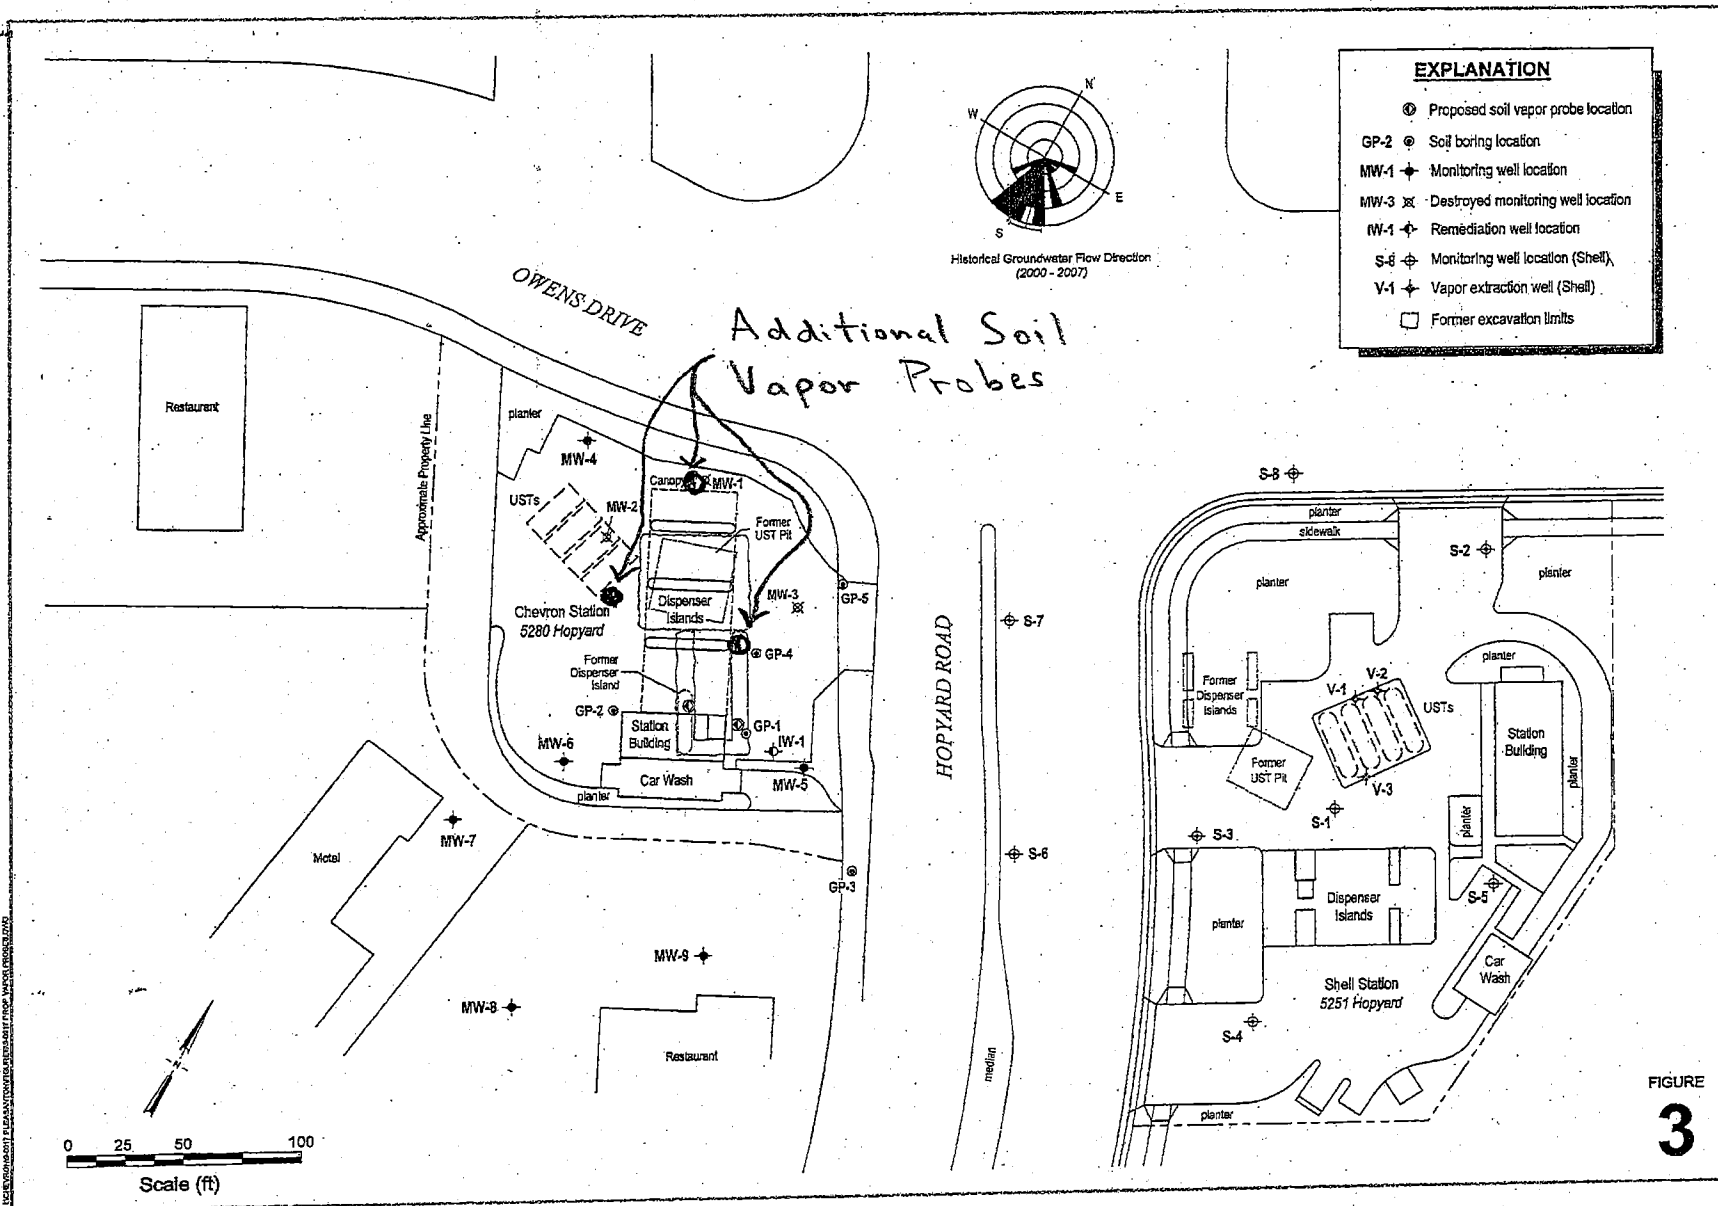 EXPLANATION
Proposed soil vapor probe location
GP-2 Soil boring location
MW-1 Monitoring well location
MW-3 Destroyed monitoring well location
IW-1 Remediation well location
S-8 Monitoring well location (Shell)
V-1 Vapor extraction well (Shell)
Former excavation limits
N
W
E
S
Historical Groundwater Flow Direction
(2000 - 2007)
OWENS DRIVE
Additional Soil
Vapor Probes
Restaurant
Approximate Property Line
planter
MW-4
Canopy
MW-1
USTs
MW-2
Former
UST Pit
MW-3
GP-5
Dispenser
Islands
Chevron Station
5280 Hopyard
GP-4
Former
Dispenser
Island
GP-2
GP-1
Station
Building
IW-1
MW-6
Car Wash
MW-5
planter
MW-7
Motel
GP-3
MW-9
MW-8
Restaurant
HOPYARD ROAD
S-7
S-6
median
S-8
planter
sidewalk
S-2
planter
planter
planter
Former
Dispenser
Islands
V-1
V-2
USTs
Station
Building
Former
UST Pit
V-3
planter
S-1
planter
S-3
S-5
Dispenser
Islands
planter
Car
Wash
Shell Station
5251 Hopyard
S-4
planter
N
0 25 50 100
Scale (ft)
FIGURE
3